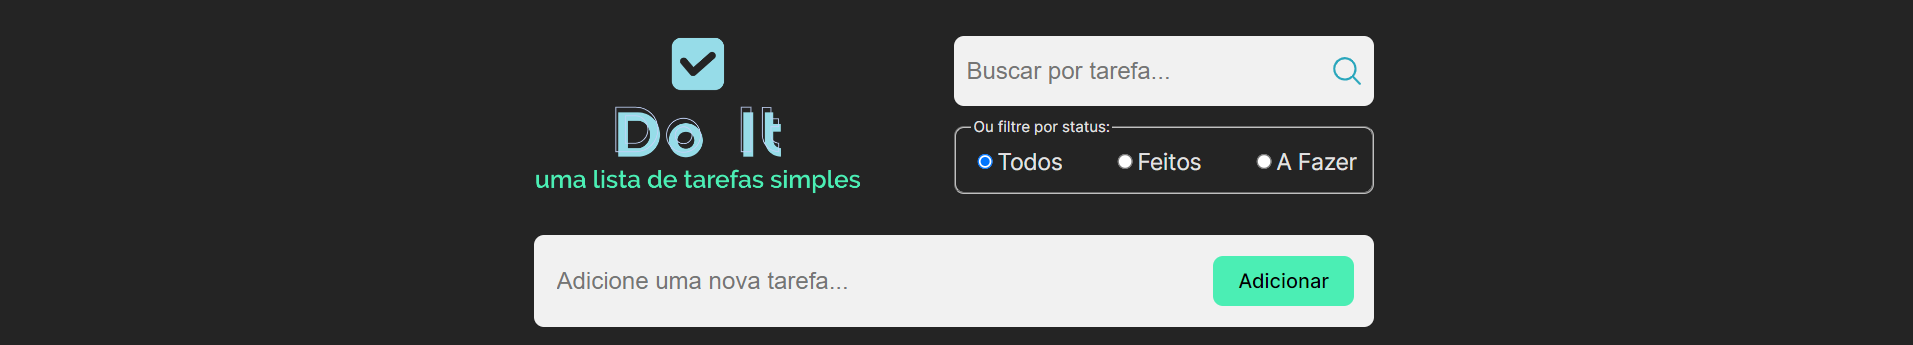 Do It
uma lista de tarefas simples
Buscar por tarefa...
Ou filtre por status:
Todos
Feitos
A Fazer
Adicione uma nova tarefa...
Adicionar